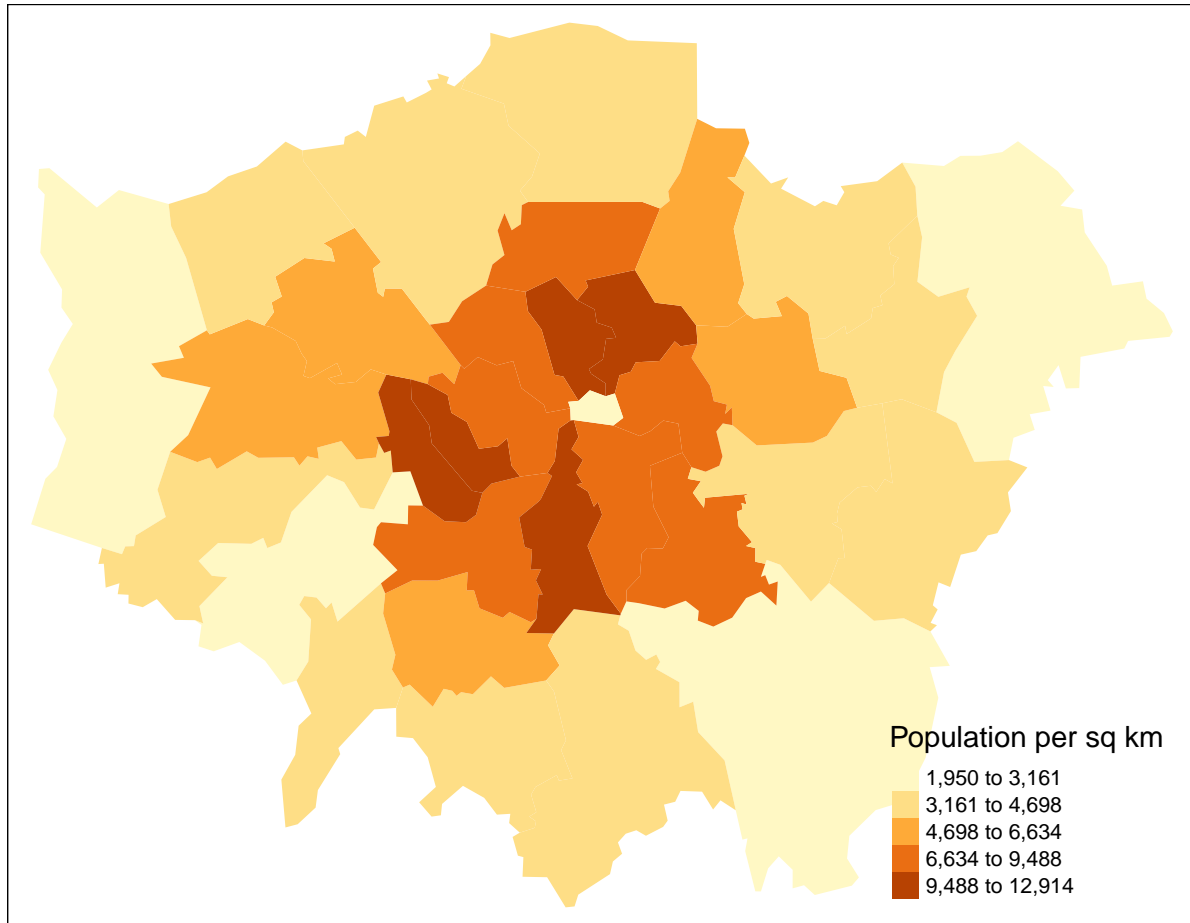 Population per sq km
1,950 to 3,161
3,161 to 4,698
4,698 to 6,634
6,634 to 9,488
9,488 to 12,914